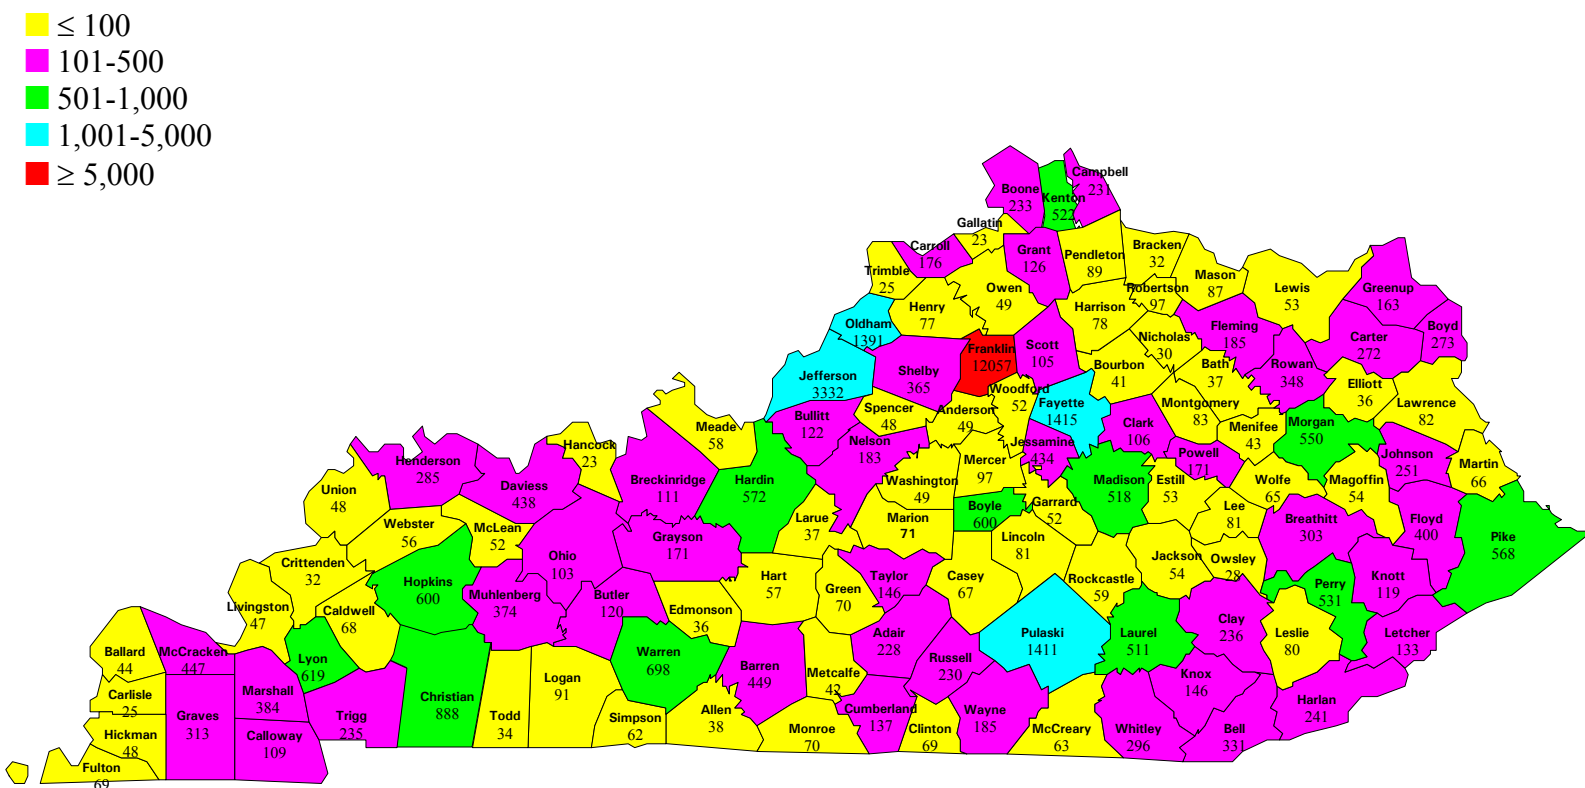 ≤ 100
101-500
501-1,000
1,001-5,000
≥ 5,000
Campbell
231
Boone
233
Kenton
522
Gallatin
23
Carroll
176
Grant
126
Pendleton
89
Bracken
32
Trimble
25
Owen
49
Robertson
97
Mason
87
Lewis
53
Greenup
163
Henry
77
Harrison
78
Oldham
1391
Nicholas
30
Fleming
185
Carter
272
Boyd
273
Franklin
12057
Scott
105
Rowan
348
Jefferson
3332
Shelby
365
Bourbon
41
Bath
37
Elliott
36
Woodford
52
Fayette
1415
Montgomery
83
Lawrence
82
Bullitt
122
Spencer
48
Anderson
49
Clark
106
Menifee
43
Morgan
550
Meade
58
Nelson
183
Jessamine
434
Powell
171
Johnson
251
Martin
66
Hancock
23
Henderson
285
Mercer
97
Washington
49
Madison
518
Estill
53
Wolfe
65
Magoffin
54
Union
48
Daviess
438
Breckinridge
111
Hardin
572
Garrard
52
Boyle
600
Lee
81
Webster
56
McLean
52
Larue
37
Marion
71
Lincoln
81
Breathitt
303
Floyd
400
Pike
568
Grayson
171
Crittenden
32
Ohio
103
Jackson
54
Owsley
28
Hopkins
600
Hart
57
Green
70
Taylor
146
Casey
67
Rockcastle
59
Perry
531
Knott
119
Livingston
47
Caldwell
68
Muhlenberg
374
Butler
120
Edmonson
36
Adair
228
Pulaski
1411
Laurel
511
Clay
236
Leslie
80
Letcher
133
Ballard
44
McCracken
447
Lyon
619
Warren
698
Barren
449
Russell
230
Metcalfe
42
Knox
146
Carlisle
25
Marshall
384
Christian
888
Logan
91
Harlan
241
Graves
313
Trigg
235
Todd
34
Simpson
62
Allen
38
Cumberland
137
Wayne
185
Hickman
48
Calloway
109
Monroe
70
Clinton
69
McCreary
63
Whitley
296
Bell
331
Fulton
69